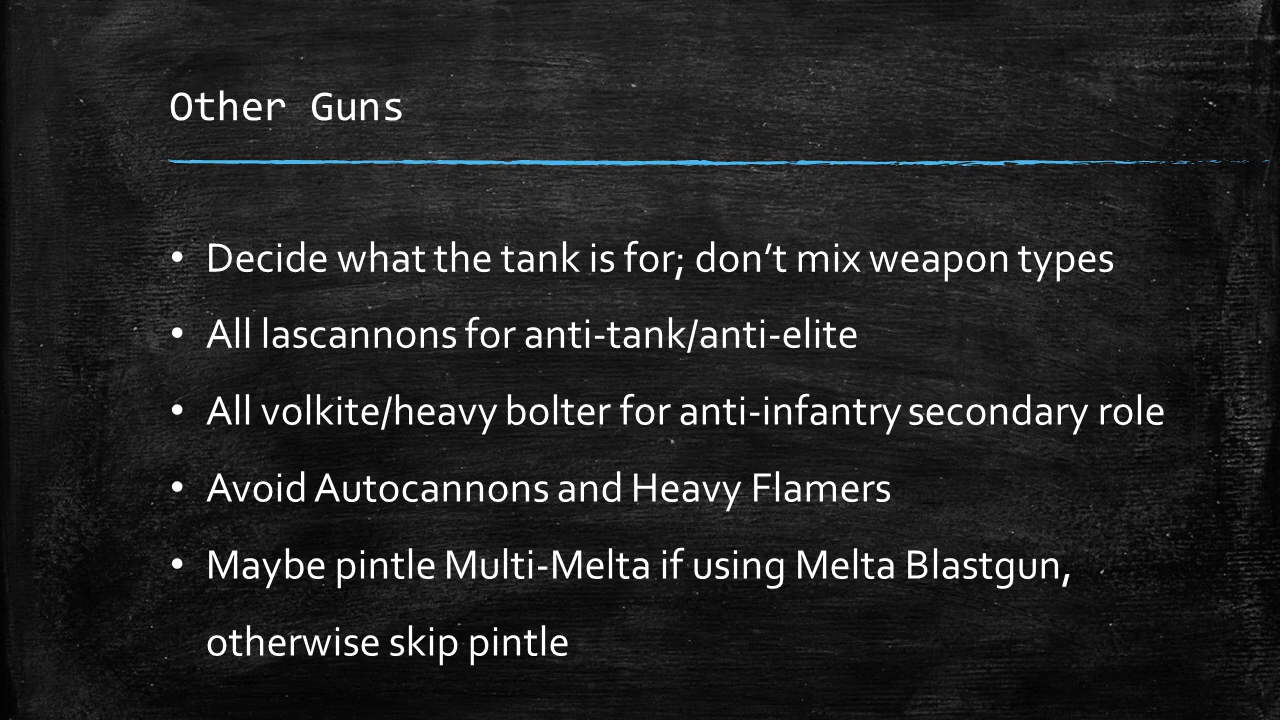 Other Guns
• Decide what the tank is for; don’t mix weapon types
• All lascannons for anti-tank/anti-elite
• All volkite/heavy bolter for anti-infantry secondary role
• Avoid Autocannons and Heavy Flamers
• Maybe pintle Multi-Melta if using Melta Blastgun,
otherwise skip pintle